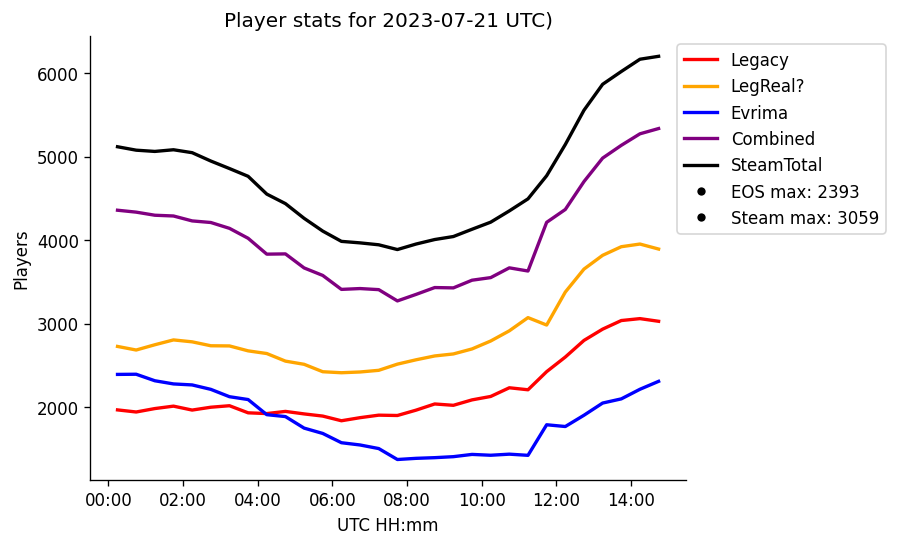 Player stats for 2023-07-21 UTC)
Players
6000
5000
4000
3000
2000
00:00 02:00 04:00 06:00 08:00 10:00 12:00 14:00
UTC HH:mm
Legacy
LegReal?
Evrima
Combined
SteamTotal
EOS max: 2393
Steam max: 3059